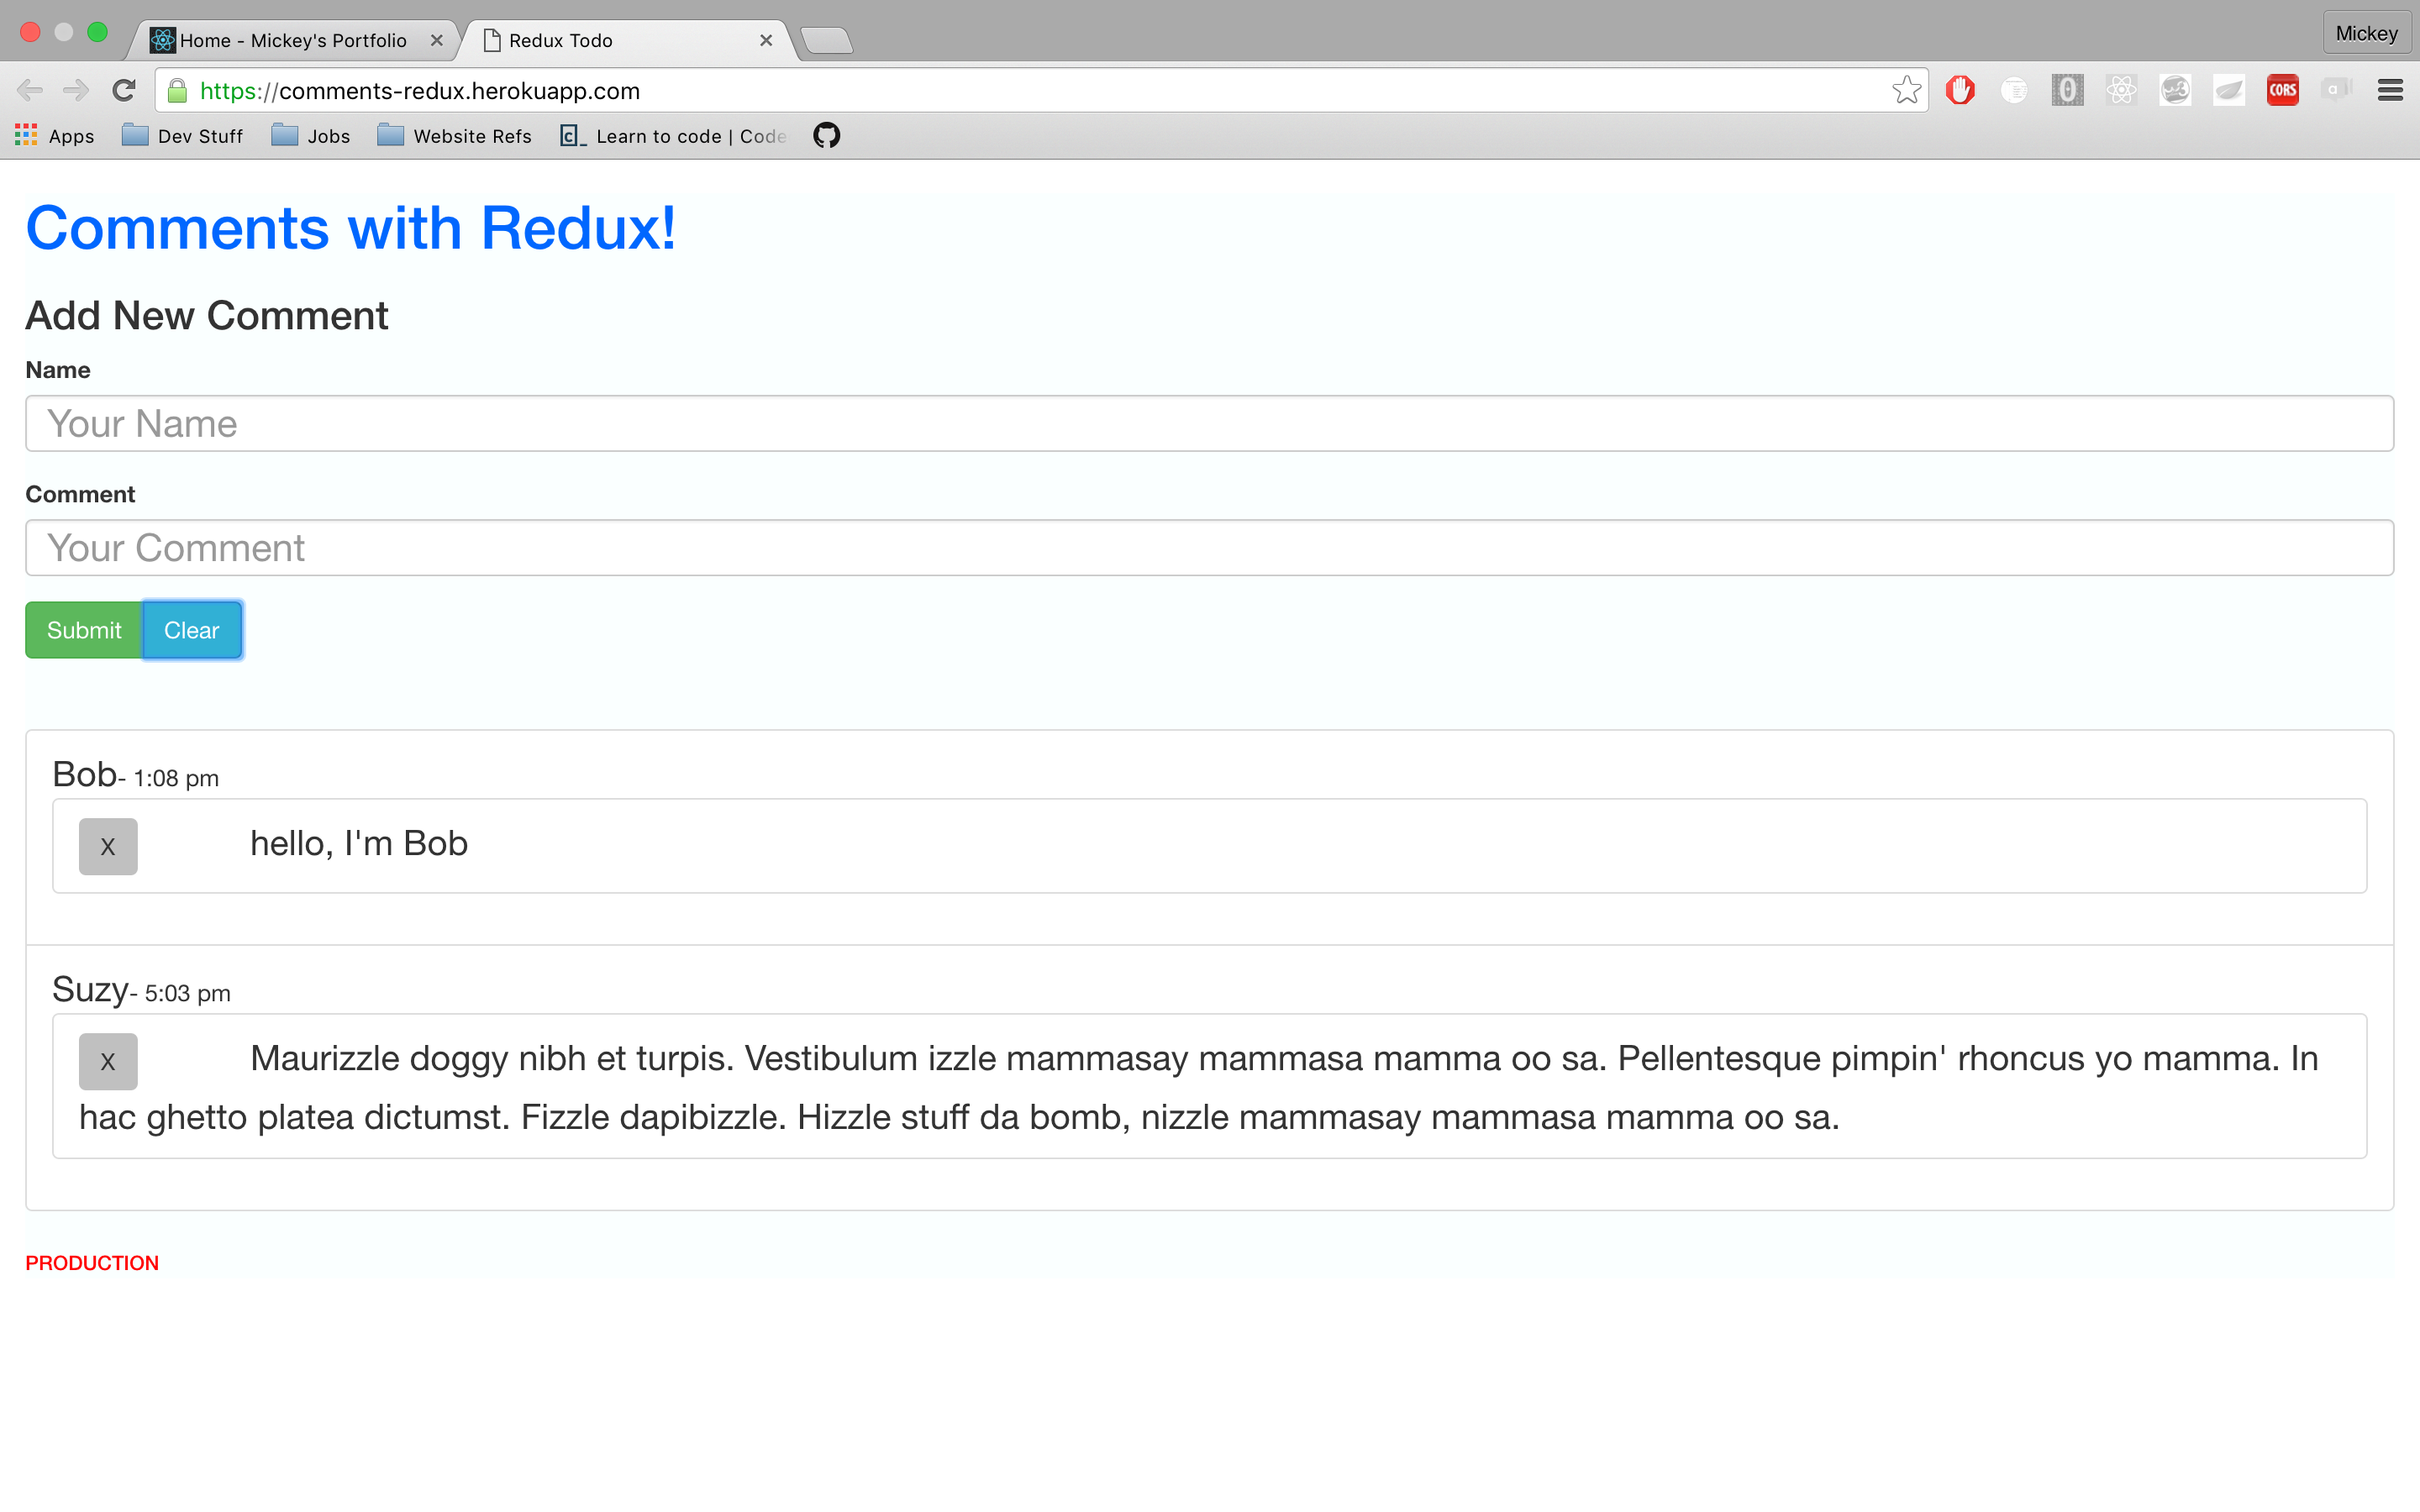 Home - Mickey's Portfolio
Redux Todo
Mickey
https://comments-redux.herokuapp.com
CORS
Apps
Dev Stuff
Jobs
Website Refs
Learn to code | Code
Comments with Redux!
Add New Comment
Name
Your Name
Comment
Your Comment
Submit
Clear
Bob- 1:08 pm
X
hello, I'm Bob
Suzy- 5:03 pm
X
Maurizzle doggy nibh et turpis. Vestibulum izzle mammasay mammasa mamma oo sa. Pellentesque pimpin' rhoncus yo mamma. In
hac ghetto platea dictumst. Fizzle dapibizzle. Hizzle stuff da bomb, nizzle mammasay mammasa mamma oo sa.
PRODUCTION